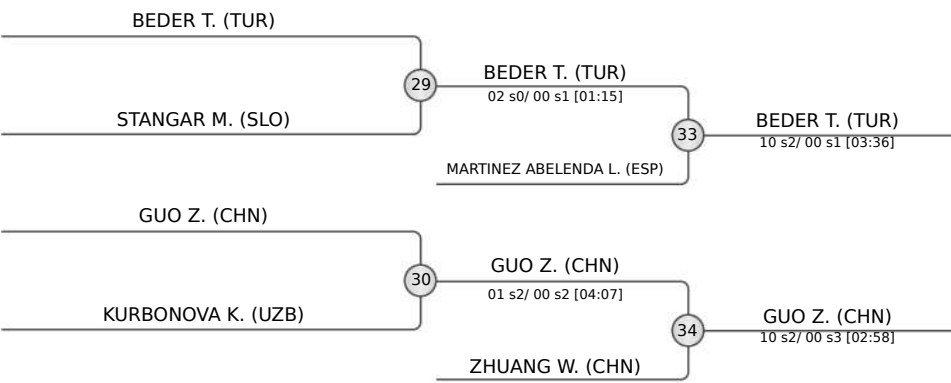 BEDER T. (TUR)
29
STANGAR M. (SLO)
BEDER T. (TUR)
02 s0/ 00 s1 [01:15]
33
MARTINEZ ABELENDA L. (ESP)
BEDER T. (TUR)
10 s2/ 00 s1 [03:36]
GUO Z. (CHN)
30
KURBONOVA K. (UZB)
GUO Z. (CHN)
01 s2/ 00 s2 [04:07]
34
ZHUANG W. (CHN)
GUO Z. (CHN)
10 s2/ 00 s3 [02:58]